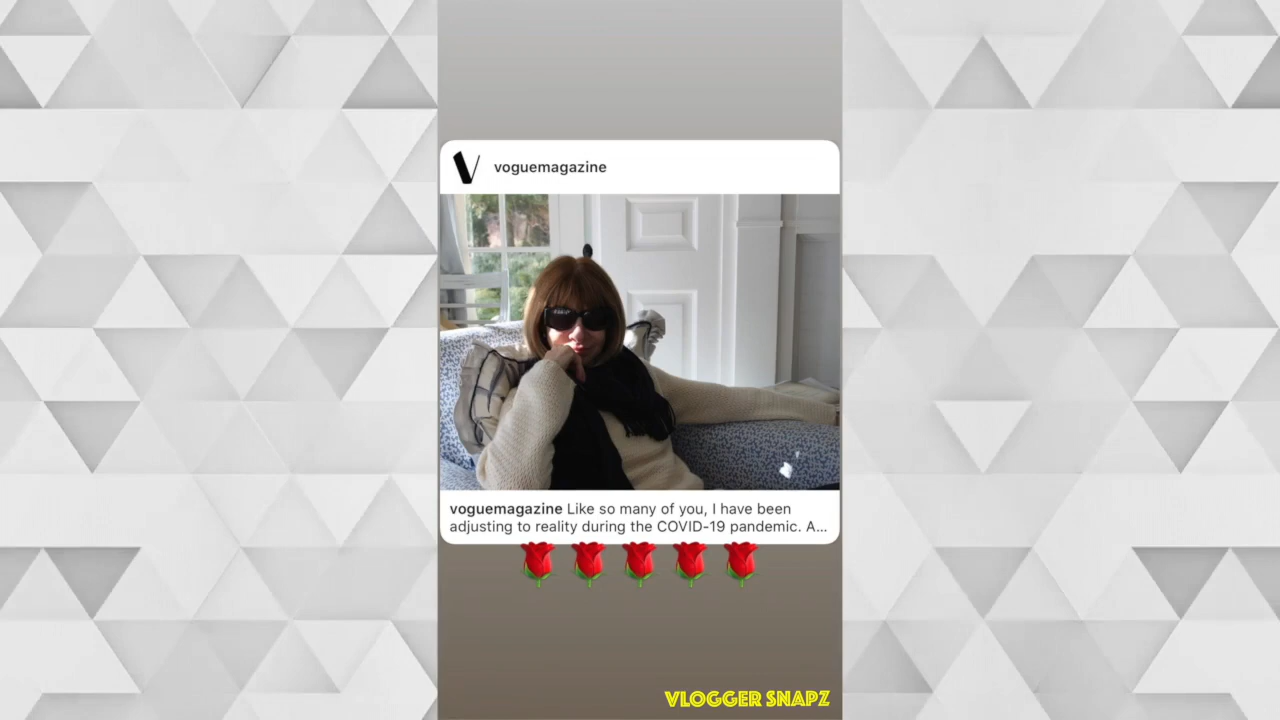 voguemagazine
voguemagazine Like so many of you, I have been
adjusting to reality during the COVID-19 pandemic. A...
VLOGGER SNAPZ